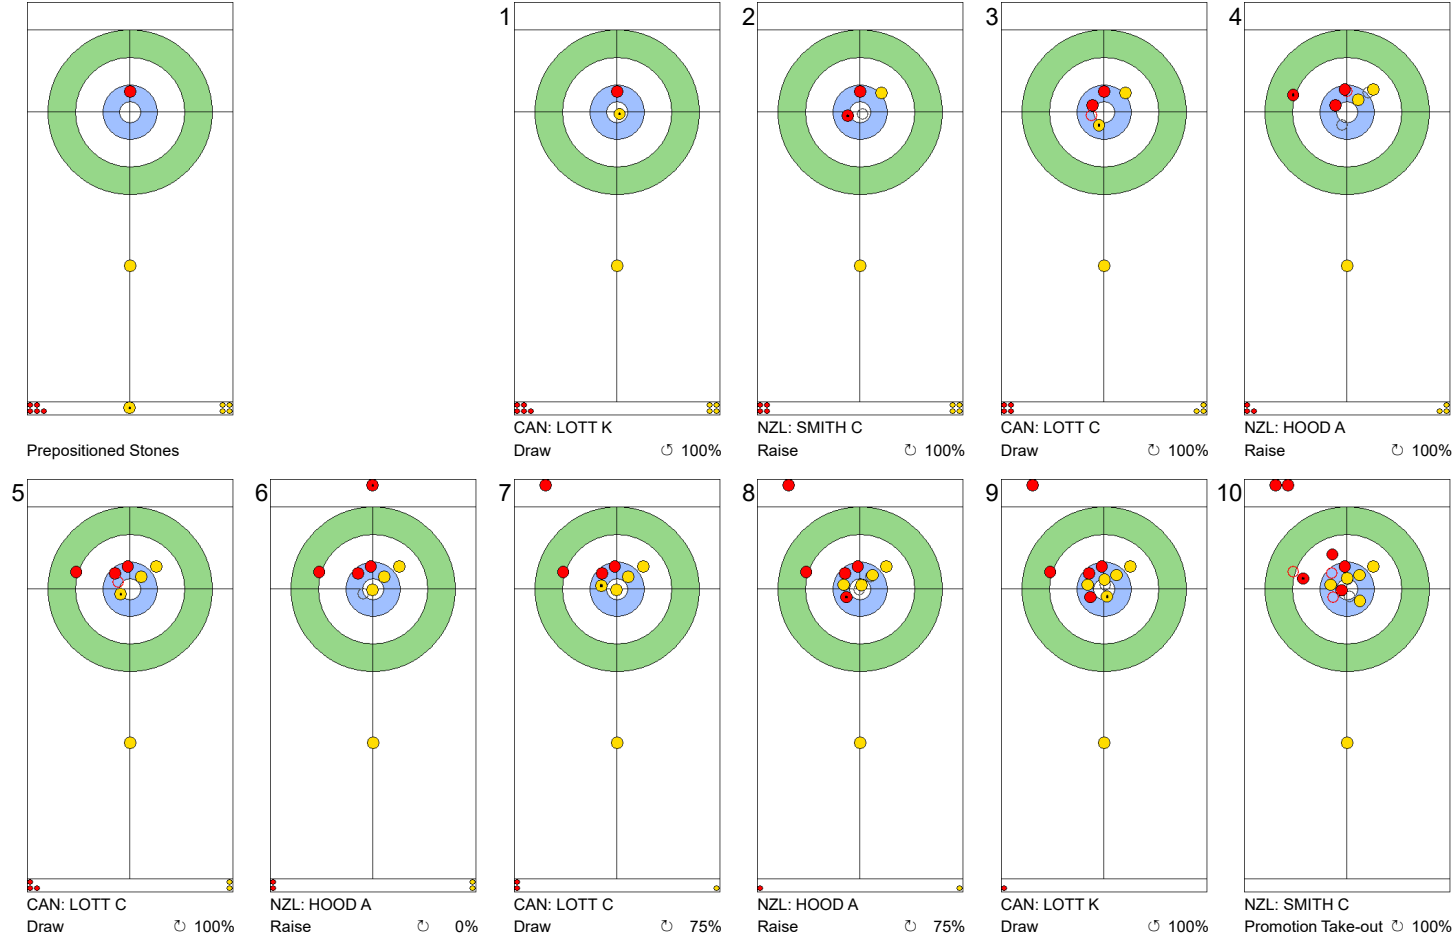 1 2 3 4
Prepositioned Stones
CAN: LOTT K
Draw ↺ 100%
NZL: SMITH C
Raise ↻ 100%
CAN: LOTT C
Draw ↻ 100%
NZL: HOOD A
Raise ↻ 100%
5 6 7 8 9 10
CAN: LOTT C
Draw ↻ 100%
NZL: HOOD A
Raise ↻ 0%
CAN: LOTT C
Draw ↻ 75%
NZL: HOOD A
Raise ↻ 75%
CAN: LOTT K
Draw ↻ 100%
NZL: SMITH C
Promotion Take-out ↻ 100%